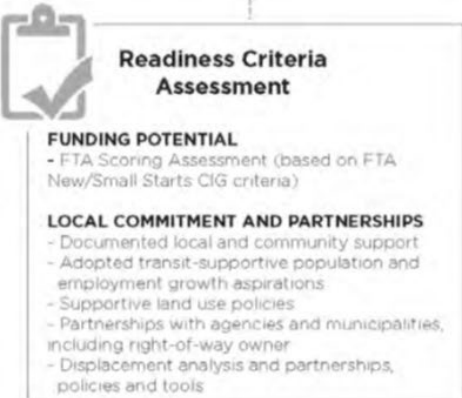 Readiness Criteria
Assessment
FUNDING POTENTIAL
- FTA Scoring Assessment (based on FTA
New/Small Starts CIG criteria)
LOCAL COMMITMENT AND PARTNERSHIPS
- Documented local and community support
- Adopted transit-supportive population and
employment growth aspirations
- Supportive land use policies
- Partnerships with agencies and municipalities,
including right-of-way owner
- Displacement analysis and partnerships,
policies and tools